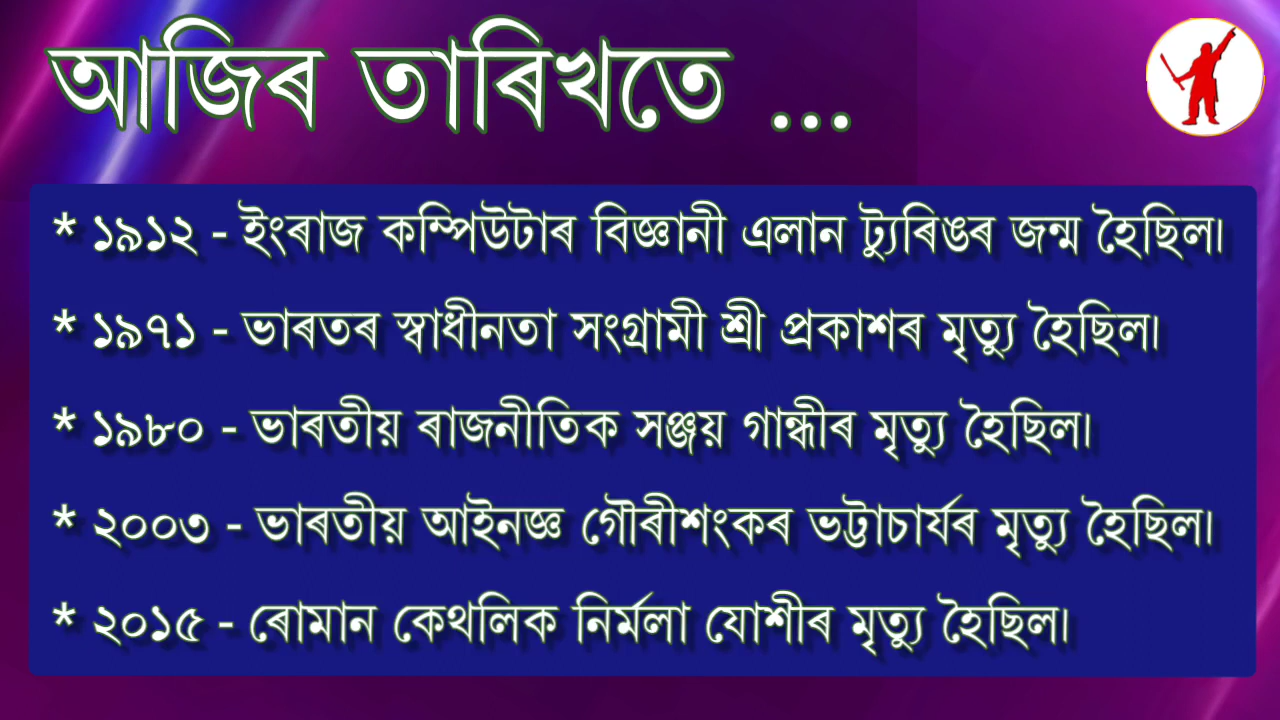 আজিৰ তাৰিখতে ...
* ১৯১২ - ইংৰাজ কম্পিউটাৰ বিজ্ঞানী এলান ট্যুৰিঙৰ জন্ম হৈছিল।
* ১৯৭১ - ভাৰতৰ স্বাধীনতা সংগ্ৰামী শ্ৰী প্ৰকাশৰ মৃত্যু হৈছিল।
* ১৯৮০ - ভাৰতীয় ৰাজনীতিক সঞ্জয় গান্ধীৰ মৃত্যু হৈছিল।
* ২০০৩ - ভাৰতীয় আইনজ্ঞ গৌৰীশংকৰ ভট্টাচাৰ্যৰ মৃত্যু হৈছিল।
* ২০১৫ - ৰোমান কেথলিক নিৰ্মলা যোশীৰ মৃত্যু হৈছিল।